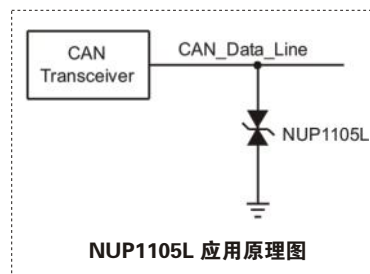 CAN
Transceiver
CAN_Data_Line
NUP1105L
NUP1105L 应用原理图